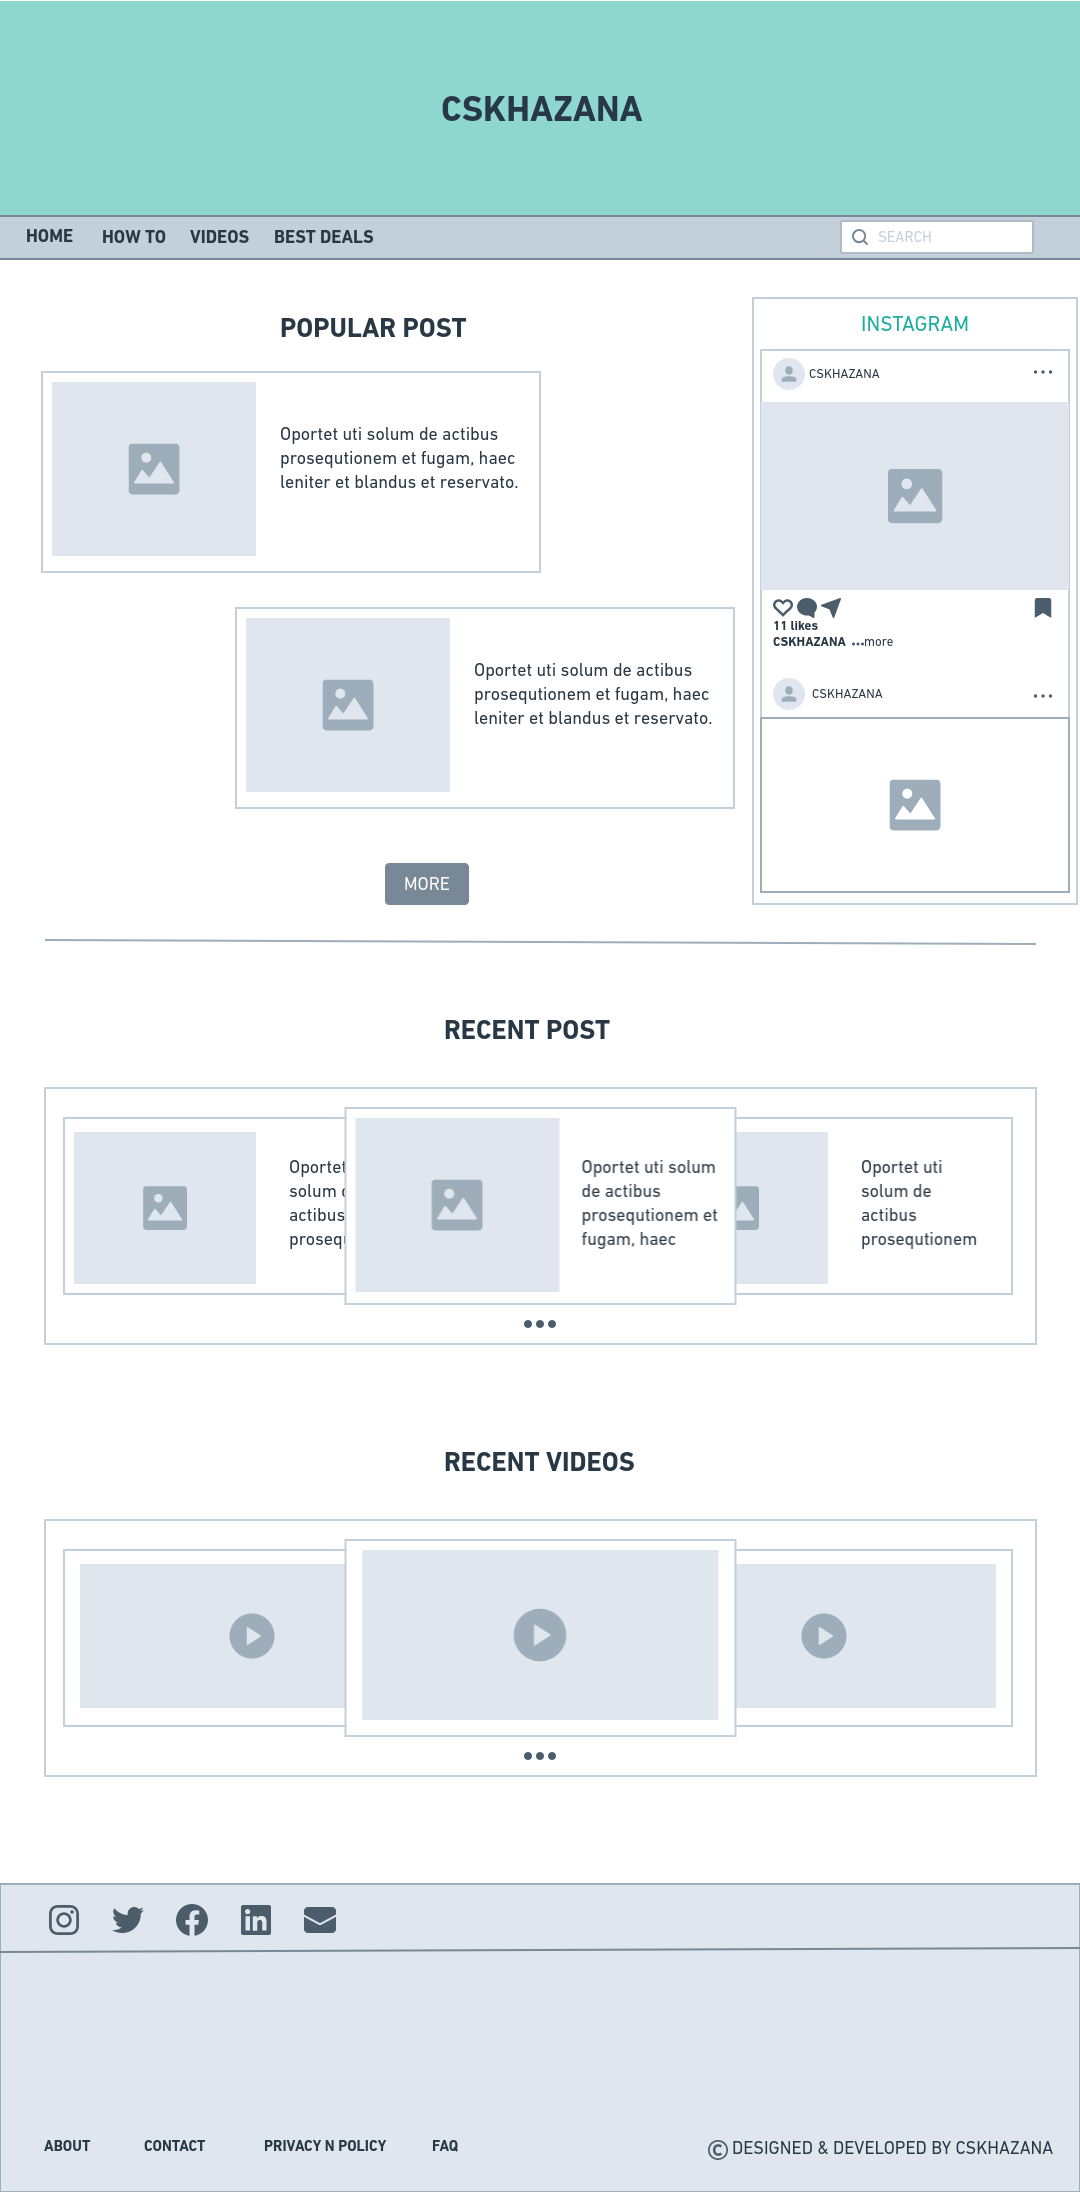 CSKHAZANA
HOME HOW TO VIDEOS BEST DEALS SEARCH
POPULAR POST
Oportet uti solum de actibus
prosequtionem et fugam, haec
leniter et blandus et reservato.
Oportet uti solum de actibus
prosequtionem et fugam, haec
leniter et blandus et reservato.
MORE
INSTAGRAM
CSKHAZANA
11 likes
CSKHAZANA ...more
CSKHAZANA
RECENT POST
Oportet
solum
actibus
Oportet uti solum
de actibus
prosequtionem et
fugam, haec
Oportet uti
solum de
actibus
prosequtionem
RECENT VIDEOS
ABOUT CONTACT PRIVACY N POLICY FAQ
© DESIGNED & DEVELOPED BY CSKHAZANA